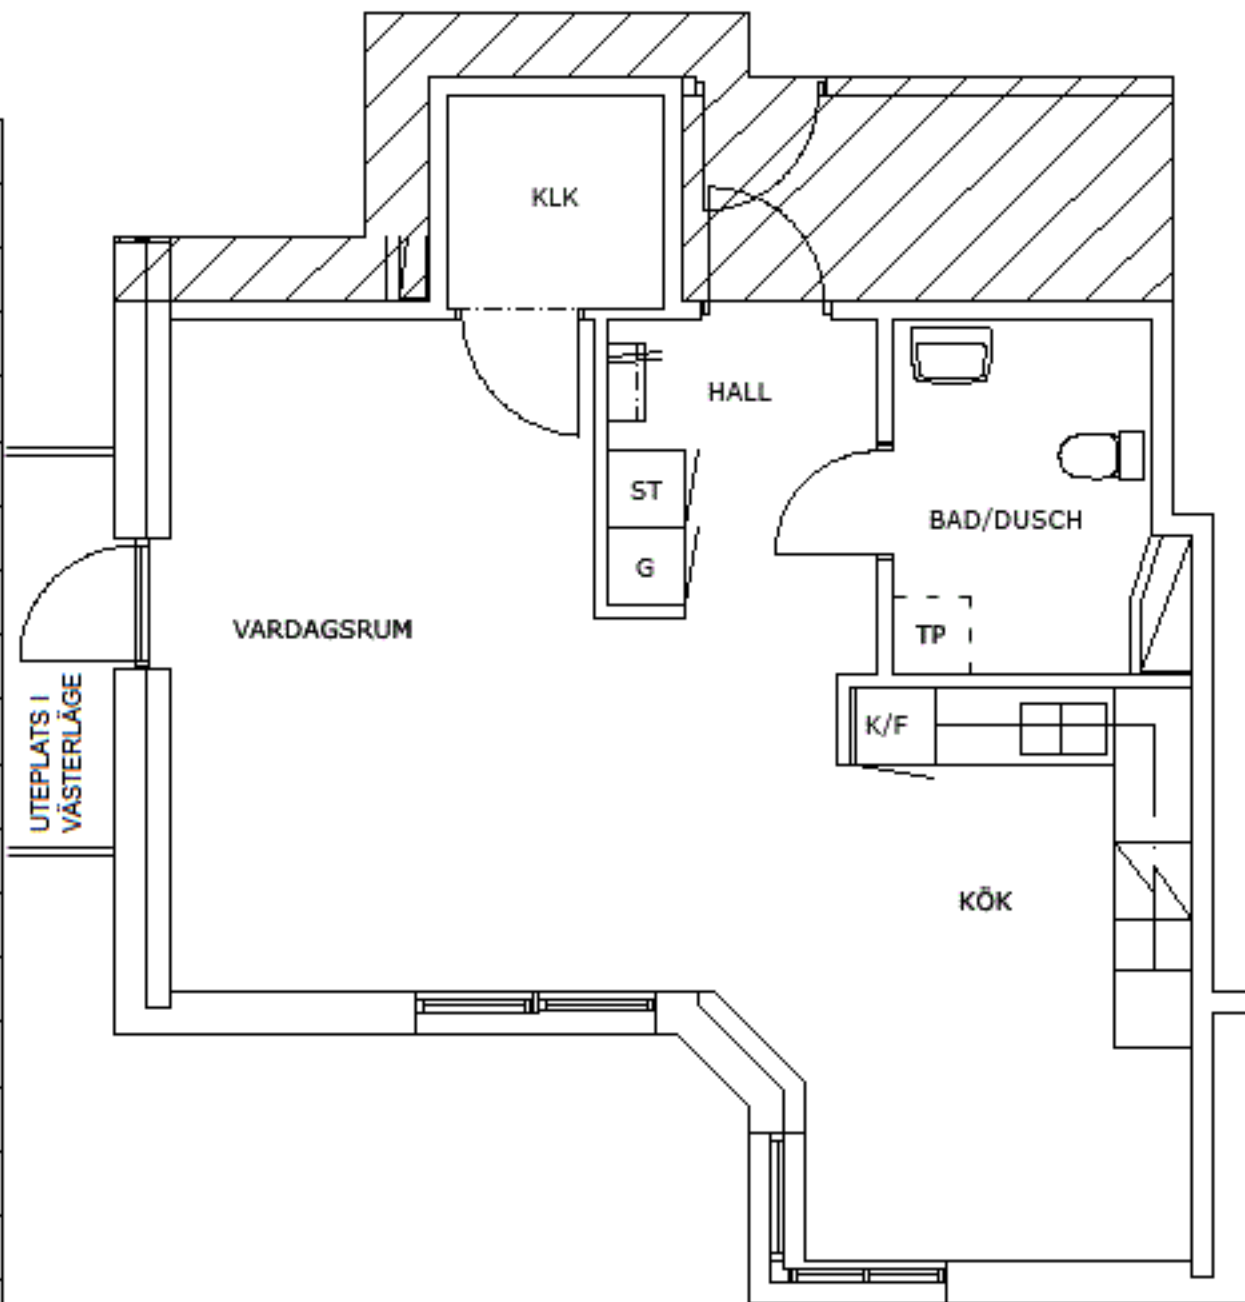 KLK
HALL
ST
BAD/DUSCH
G
VARDAGSRUM
TP
UTEPLATS I
VÄSTERLÄGE
K/F
KÖK